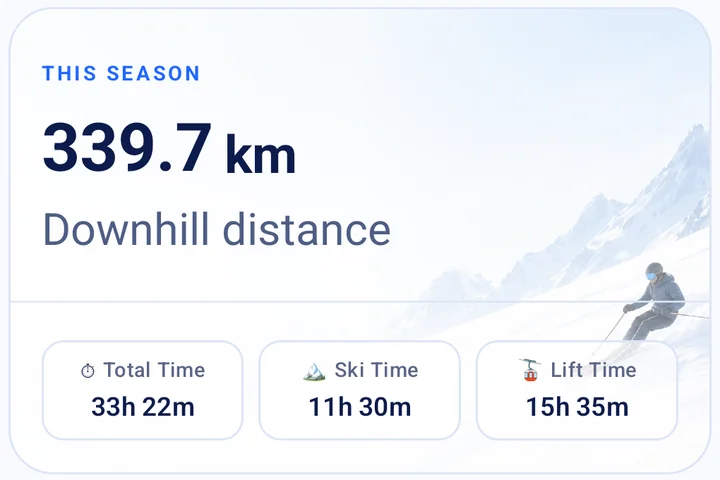 THIS SEASON
339.7 km
Downhill distance
⏱ Total Time
33h 22m
🏔️ Ski Time
11h 30m
🚡 Lift Time
15h 35m